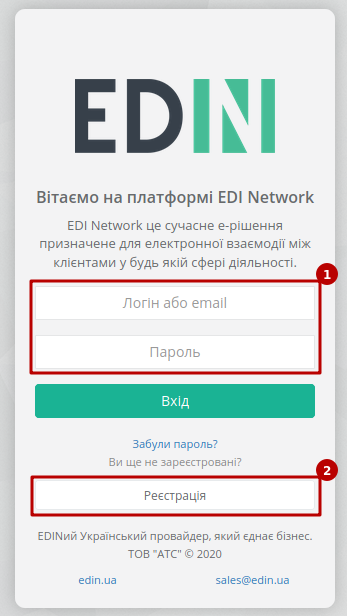 EDIN
Вітаємо на платформі EDI Network
EDI Network це сучасне е-рішення
призначене для електронної взаємодії між
клієнтами у будь якій сфері діяльності.
1
Логін або email
Пароль
Вхід
Забули пароль?
Ви ще не зареєстровані?
2
Реєстрація
EDINий Український провайдер, який єднає бізнес.
ТОВ "АТС" © 2020
edin.ua sales@edin.ua